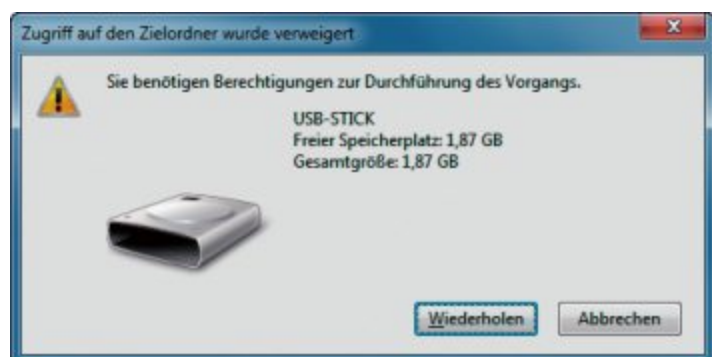 Zugriff auf den Zielordner wurde verweigert
Sie benötigen Berechtigungen zur Durchführung des Vorgangs.
USB-STICK
Freier Speicherplatz: 1,87 GB
Gesamtgröße: 1,87 GB
Wiederholen
Abbrechen